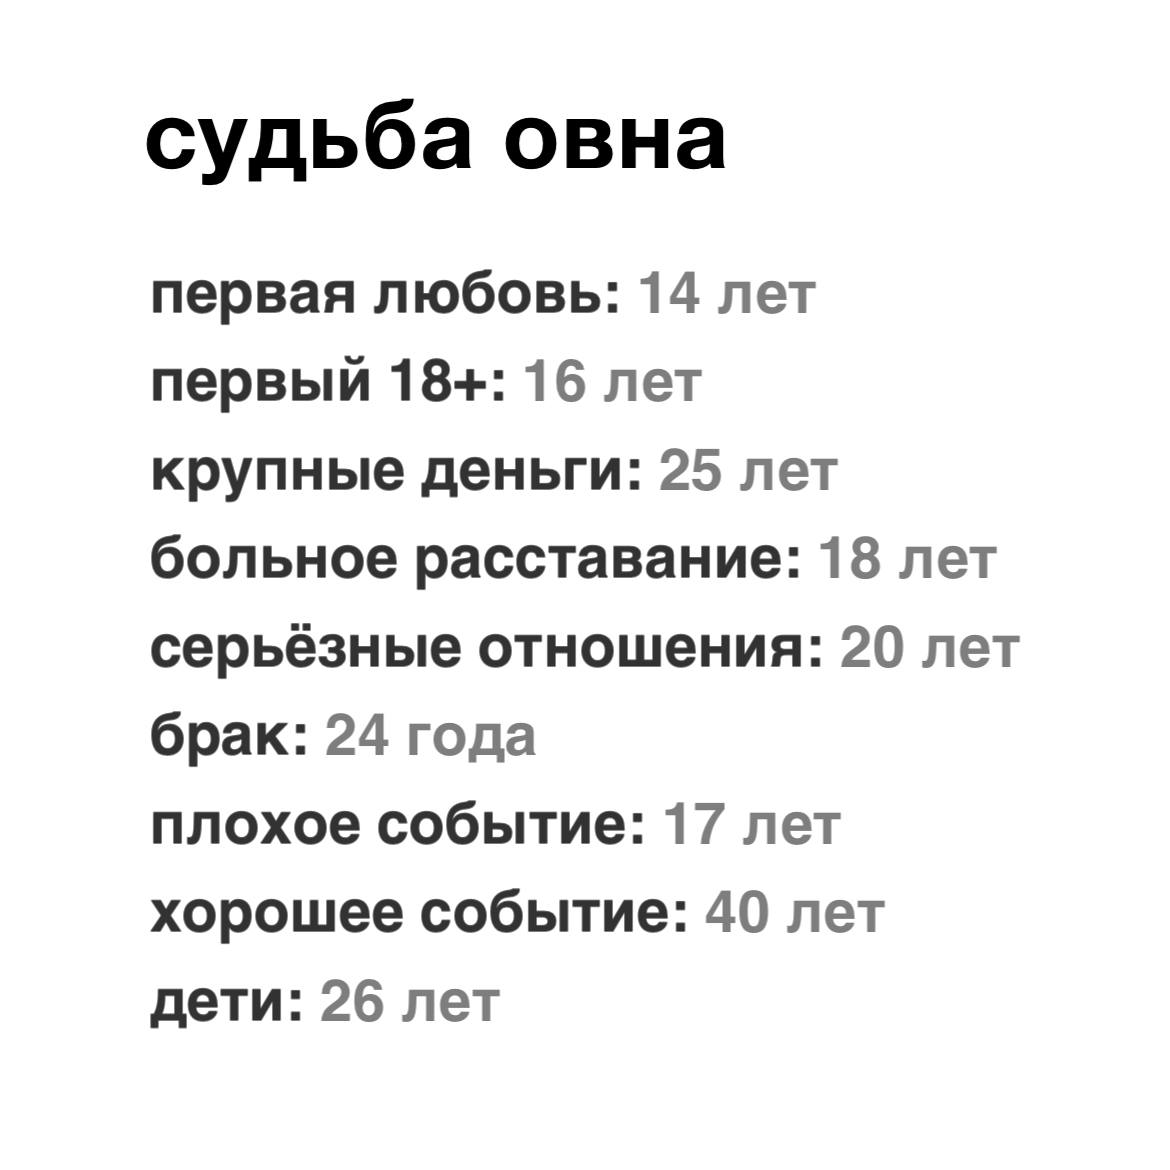 судьба овна
первая любовь: 14 лет
первый 18+: 16 лет
крупные деньги: 25 лет
больное расставание: 18 лет
серьёзные отношения: 20 лет
брак: 24 года
плохое событие: 17 лет
хорошее событие: 40 лет
дети: 26 лет